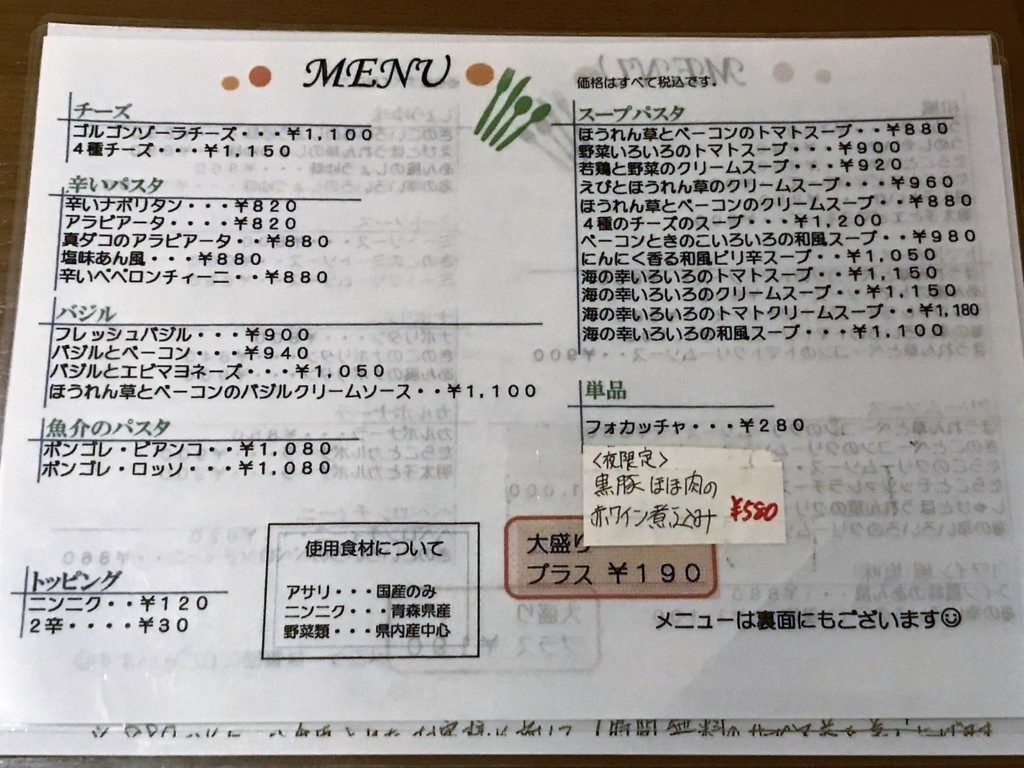 MENU
価格はすべて税込です。
チーズ
ゴルゴンゾーラチーズ・・・¥1,100
4種チーズ・・・¥1,150
辛いパスタ
辛いナポリタン・・・¥820
アラビアータ・・・¥820
真ダコのアラビアータ・・¥880
塩味あん風・・・¥880
辛いペペロンチィーニ・・¥880
バジル
フレッシュバジル・・・¥900
バジルとベーコン・・・¥940
バジルとエビマヨネーズ・・・¥1,050
ほうれん草とベーコンのバジルクリームソース・・¥1,100
魚介のパスタ
ボンゴレ・ビアンコ・・¥1,080
ボンゴレ・ロッソ・・¥1,080
トッピング
ニンニク・・¥120
2辛・・・・¥30
使用食材について
アサリ・・・国産のみ
ニンニク・・・青森県産
野菜類・・・県内産中心
スープパスタ
ほうれん草とベーコンのトマトスープ・・¥880
野菜いろいろのトマトスープ・・¥900
若鶏と野菜のクリームスープ・・¥920
えびとほうれん草のクリームスープ・・¥960
ほうれん草とベーコンのクリームスープ・・¥880
4種のチーズのスープ・・・¥1,200
ベーコンときのこいろいろの和風スープ・・¥980
にんにく香る和風ピリ辛スープ・・¥1,050
海の幸いろいろのトマトスープ・・¥1,150
海の幸いろいろのクリームスープ・・¥1,150
海の幸いろいろのトマトクリームスープ・・¥1,180
海の幸いろいろの和風スープ・・¥1,100
単品
フォカッチャ・・・¥280
〈夜限定〉
黒豚ほほ肉の
赤ワイン煮込み ¥580
大盛り
プラス ¥190
メニューは裏面にもございます☺